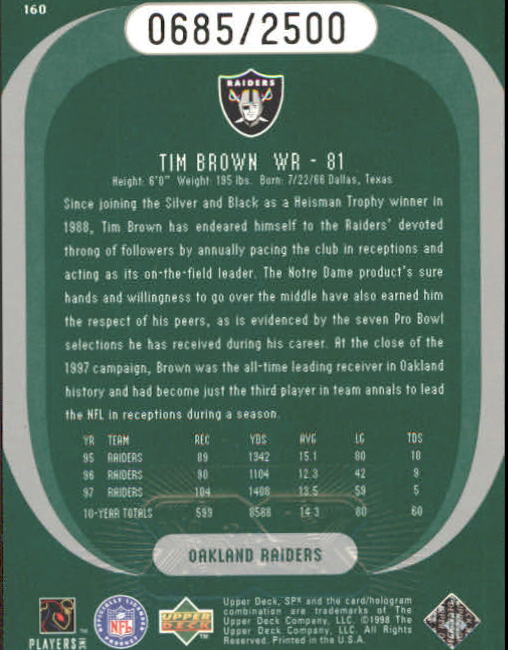 160
0685/2500
RAIDERS
TIM BROWN WR - 81
Height: 6'0" Weight: 195 lbs. Born: 7/22/66 Dallas, Texas
Since joining the Silver and Black as a Heisman Trophy winner in
1988, Tim Brown has endeared himself to the Raiders' devoted
throng of followers by annually pacing the club in receptions and
acting as its on-the-field leader. The Notre Dame product's sure
hands and willingness to go over the middle have also earned him
the respect of his peers, as is evidenced by the seven Pro Bowl
selections he has received during his career. At the close of the
1997 campaign, Brown was the all-time leading receiver in Oakland
history and had become just the third player in team annals to lead
the NFL in receptions during a season.
YR TEAM REC YDS AVG LG TDS
95 RAIDERS 89 1342 15.1 80 10
96 RAIDERS 90 1104 12.3 42 9
97 RAIDERS 104 1408 13.5 59 5
10-YEAR TOTALS 599 8588 14.3 80 60
OAKLAND RAIDERS
PLAYERS INC
OFFICIALLY LICENSED
NFL
PRODUCT
UPPER
DECK
TM
Upper Deck, SPx and the card/hologram
combination are trademarks of The
Upper Deck Company, LLC. ©1998 The
Upper Deck Company, LLC. All Rights
Reserved. Printed in the U.S.A.